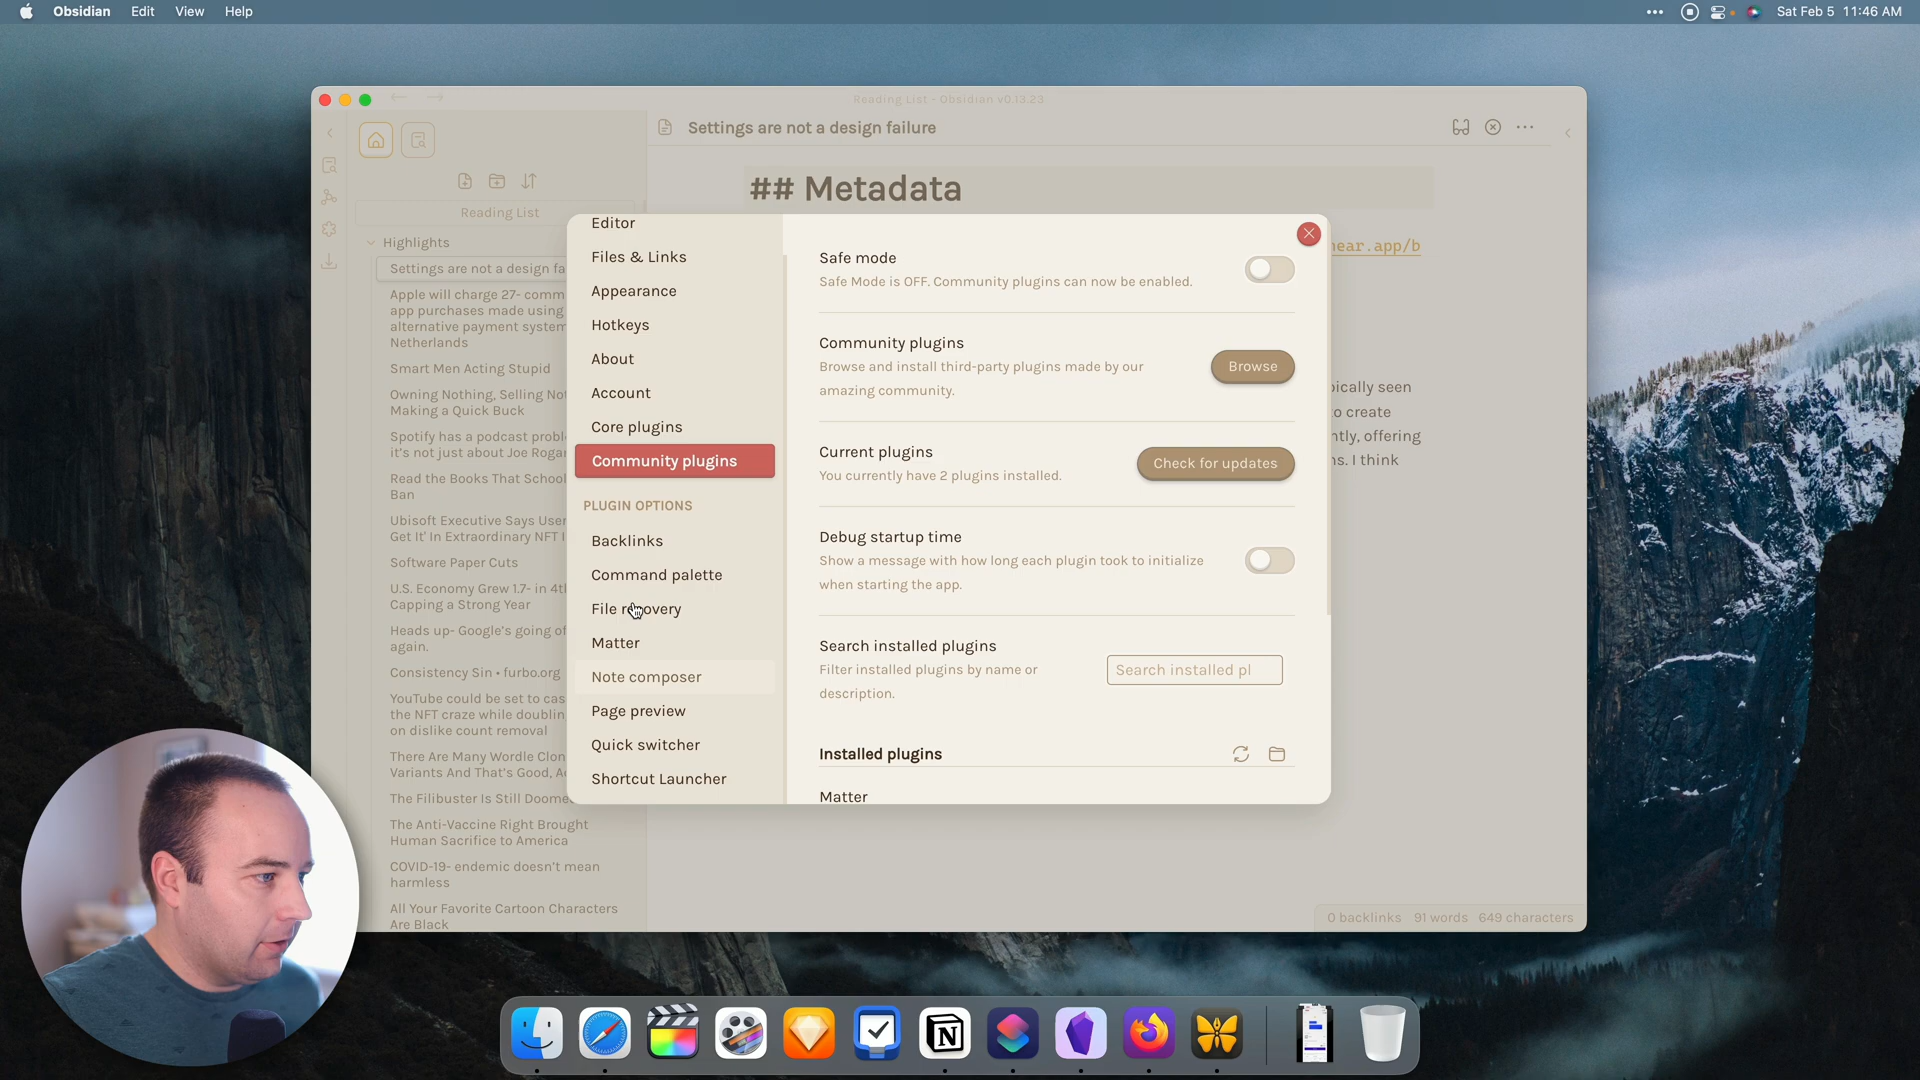 Obsidian Edit View Help
Sat Feb 5 11:46 AM
Reading List - Obsidian v0.13.23
Settings are not a design failure
Reading List
Highlights
Settings are not a design fa
Apple will charge 27- comm
app purchases made using
alternative payment system
Netherlands
Smart Men Acting Stupid
Owning Nothing, Selling No
Making a Quick Buck
Spotify has a podcast proble
it's not just about Joe Rogan
Read the Books That School
Ban
Ubisoft Executive Says User
Get It' In Extraordinary NFT I
Software Paper Cuts
U.S. Economy Grew 1.7- in 4t
Capping a Strong Year
Heads up- Google's going of
again.
Consistency Sin • furbo.org
YouTube could be set to cas
the NFT craze while doublin
on dislike count removal
There Are Many Wordle Clon
Variants And That's Good, A
The Filibuster Is Still Doome
The Anti-Vaccine Right Brought
Human Sacrifice to America
COVID-19- endemic doesn't mean
harmless
All Your Favorite Cartoon Characters
Are Black
## Metadata
near.app/b
pically seen
to create
ntly, offering
ns. I think
Editor
Files & Links
Appearance
Hotkeys
About
Account
Core plugins
Community plugins
PLUGIN OPTIONS
Backlinks
Command palette
File recovery
Matter
Note composer
Page preview
Quick switcher
Shortcut Launcher
Safe mode
Safe Mode is OFF. Community plugins can now be enabled.
Community plugins
Browse and install third-party plugins made by our
amazing community.
Browse
Current plugins
You currently have 2 plugins installed.
Check for updates
Debug startup time
Show a message with how long each plugin took to initialize
when starting the app.
Search installed plugins
Filter installed plugins by name or
description.
Search installed pl
Installed plugins
Matter
0 backlinks 91 words 649 characters